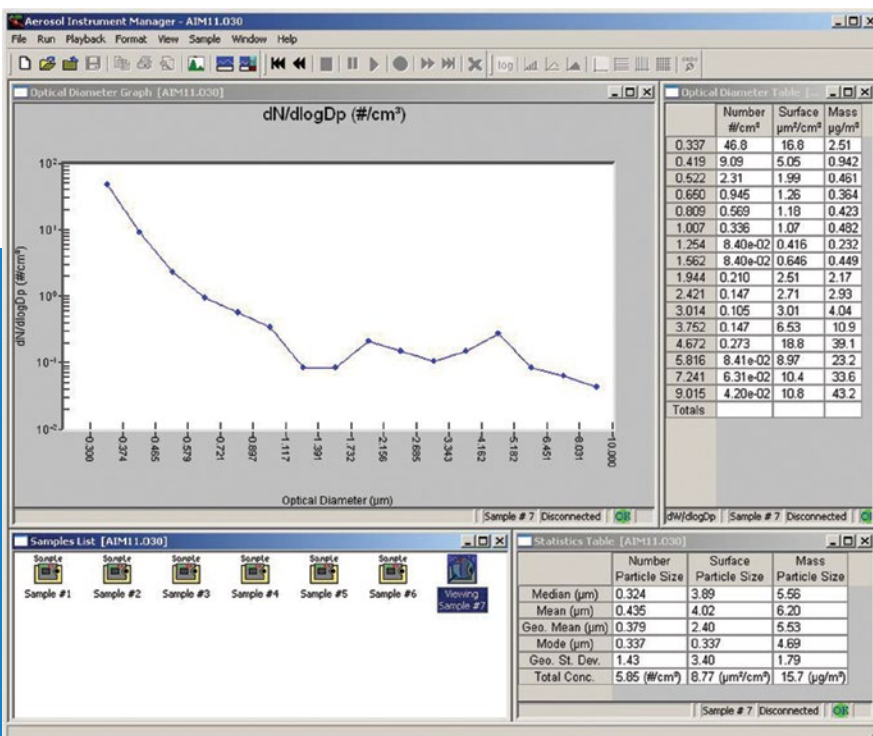 Aerosol Instrument Manager - AIM11.030
File Run Playback Format View Sample Window Help
log
Optical Diameter Graph [AIM11.030]
dN/dlogDp (#/cm³)
dN/dlogDp (#/cm³)
10²
10¹
10⁰
10⁻¹
10⁻²
0.300 0.374 0.465 0.579 0.721 0.897 1.117 1.391 1.732 2.156 2.685 3.343 4.162 5.182 6.451 8.031 10.000
Optical Diameter (µm)
Sample # 7 Disconnected OK
Optical Diameter Table [...
Number Surface Mass
#/cm³ µm²/cm³ µg/m³
0.337 46.8 16.8 2.51
0.419 9.09 5.05 0.942
0.522 2.31 1.99 0.461
0.650 0.945 1.26 0.364
0.809 0.569 1.18 0.423
1.007 0.336 1.07 0.482
1.254 8.40e-02 0.416 0.232
1.562 8.40e-02 0.646 0.449
1.944 0.210 2.51 2.17
2.421 0.147 2.71 2.93
3.014 0.105 3.01 4.04
3.752 0.147 6.53 10.9
4.672 0.273 18.8 39.1
5.816 8.41e-02 8.97 23.2
7.241 6.31e-02 10.4 33.6
9.015 4.20e-02 10.8 43.2
Totals
dW/dlogDp Sample # 7 Disconnected
Samples List [AIM11.030]
Sample Sample Sample Sample Sample Sample
Sample #1 Sample #2 Sample #3 Sample #4 Sample #5 Sample #6 Viewing
Sample #7
Statistics Table [AIM11.030]
Number Surface Mass
Particle Size Particle Size Particle Size
Median (µm) 0.324 3.89 5.56
Mean (µm) 0.435 4.02 6.20
Geo. Mean (µm) 0.379 2.40 5.53
Mode (µm) 0.337 0.337 4.69
Geo. St. Dev. 1.43 3.40 1.79
Total Conc. 5.85 (#/cm³) 8.77 (µm²/cm³) 15.7 (µg/m³)
Sample # 7 Disconnected OK